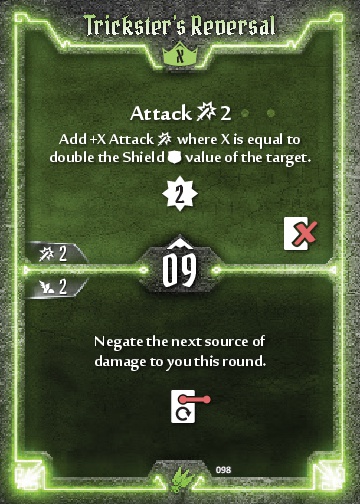 Trickster's Reversal
X
Attack 2
Add +X Attack where X is equal to
double the Shield value of the target.
2
2
09
2
Negate the next source of
damage to you this round.
098